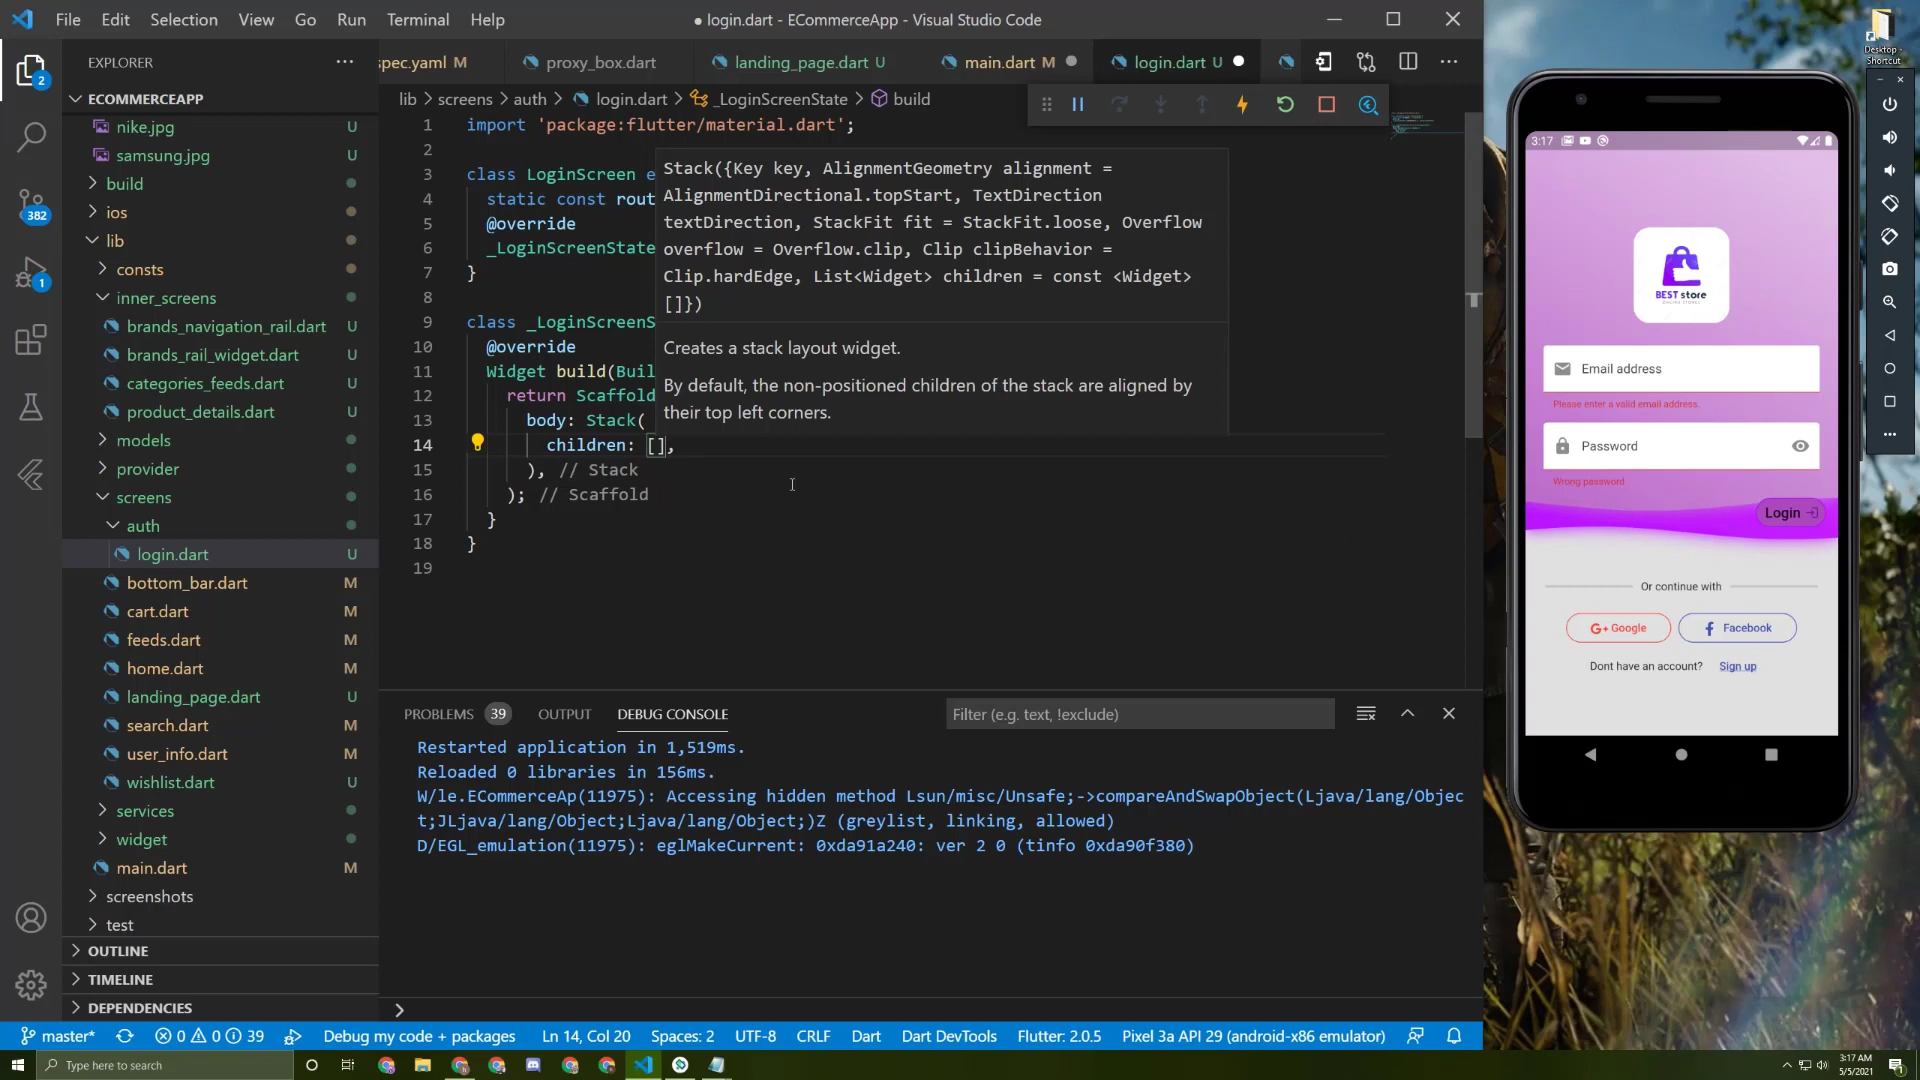 File Edit Selection View Go Run Terminal Help
● login.dart - ECommerceApp - Visual Studio Code
Desktop - Shortcut
EXPLORER
spec.yaml M
proxy_box.dart
landing_page.dart U
main.dart M
login.dart U
2
ECOMMERCEAPP
lib > screens > auth > login.dart > _LoginScreenState > build
nike.jpg U
samsung.jpg U
build
ios
lib
consts
inner_screens
brands_navigation_rail.dart U
brands_rail_widget.dart U
categories_feeds.dart U
product_details.dart U
models
provider
screens
auth
login.dart U
bottom_bar.dart M
cart.dart M
feeds.dart M
home.dart M
landing_page.dart U
search.dart M
user_info.dart M
wishlist.dart U
services
widget
main.dart M
screenshots
test
OUTLINE
TIMELINE
DEPENDENCIES
382
1
1 import 'package:flutter/material.dart';
2
3 class LoginScreen e
4 static const rout
5 @override
6 _LoginScreenState
7 }
8
9 class _LoginScreenS
10 @override
11 Widget build(Buil
12 return Scaffold
13 body: Stack(
14 children: [],
15 ), // Stack
16 ); // Scaffold
17 }
18 }
19
Stack({Key key, AlignmentGeometry alignment =
AlignmentDirectional.topStart, TextDirection
textDirection, StackFit fit = StackFit.loose, Overflow
overflow = Overflow.clip, Clip clipBehavior =
Clip.hardEdge, List<Widget> children = const <Widget>
[]})
Creates a stack layout widget.
By default, the non-positioned children of the stack are aligned by
their top left corners.
PROBLEMS 39 OUTPUT DEBUG CONSOLE
Filter (e.g. text, !exclude)
Restarted application in 1,519ms.
Reloaded 0 libraries in 156ms.
W/le.ECommerceAp(11975): Accessing hidden method Lsun/misc/Unsafe;->compareAndSwapObject(Ljava/lang/Objec
t;JLjava/lang/Object;Ljava/lang/Object;)Z (greylist, linking, allowed)
D/EGL_emulation(11975): eglMakeCurrent: 0xda91a240: ver 2 0 (tinfo 0xda90f380)
3:17
BEST store
Email address
Please enter a valid email address.
Password
Wrong password
Login
Or continue with
G+ Google
Facebook
Dont have an account? Sign up
master* 0 0 39 Debug my code + packages Ln 14, Col 20 Spaces: 2 UTF-8 CRLF Dart Dart DevTools Flutter: 2.0.5 Pixel 3a API 29 (android-x86 emulator)
Type here to search
3:17 AM
5/5/2021